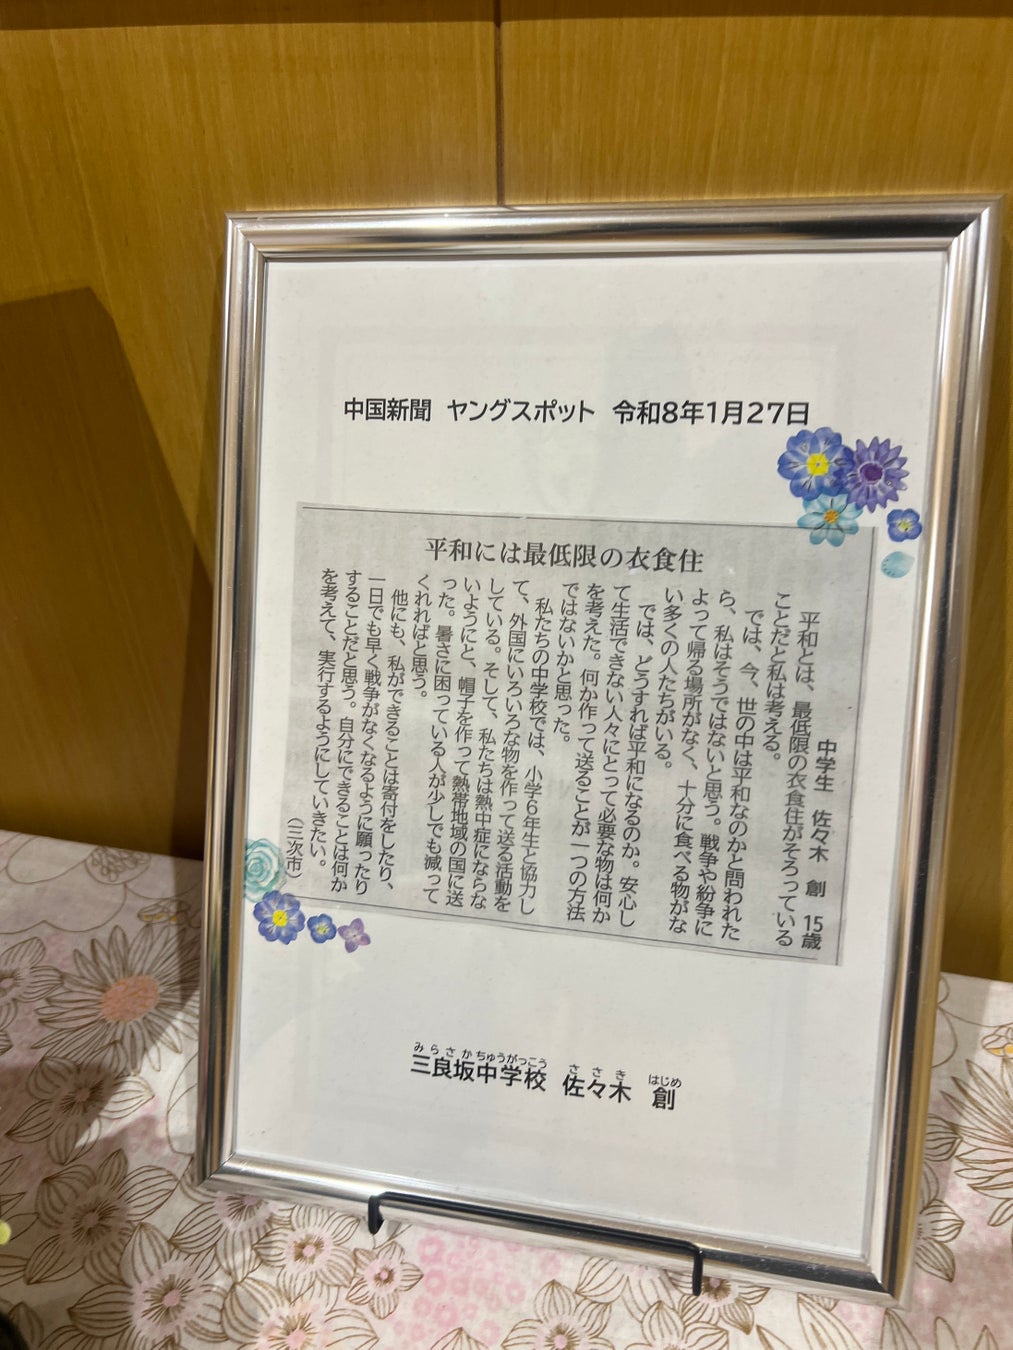 中国新聞 ヤングスポット 令和8年1月27日
平和には最低限の衣食住
中学生 佐々木 創 15歳
平和とは、最低限の衣食住がそろっている
ことだと私は考える。
では、今、世の中は平和なのかと問われた
ら、私はそうではないと思う。戦争や紛争に
よって帰る場所がなく、十分に食べる物がな
い多くの人たちがいる。
では、どうすれば平和になるのか。安心し
て生活できない人々にとって必要な物は何か
を考えた。何か作って送ることが一つの方法
ではないかと思った。
私たちの中学校では、小学6年生と協力し
て、外国にいろいろな物を作って送る活動を
している。そして、私たちは熱中症にならな
いようにと、帽子を作って熱帯地域の国に送
った。暑さに困っている人が少しでも減って
くれればと思う。
他にも、私ができることは寄付をしたり、
一日でも早く戦争がなくなるように願ったり
することだと思う。自分にできることは何か
を考えて、実行するようにしていきたい。
（三次市）
みらさかちゅうがっこう ささき はじめ
三良坂中学校 佐々木 創